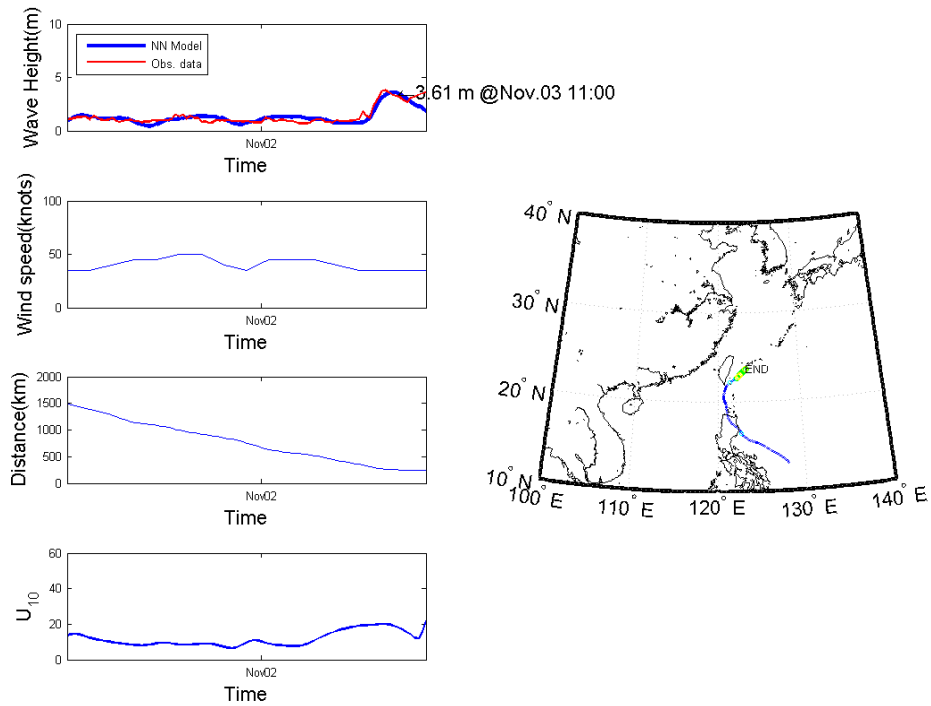 10
5
0
Wave Height(m)
NN Model
Obs. data
3.61 m @Nov.03 11:00
Nov02
Time
100
50
0
Wind speed(knots)
Nov02
Time
2000
1500
1000
500
0
Distance(km)
Nov02
Time
60
40
20
0
U10
Nov02
Time
40° N
30° N
20° N
10° N
100° E
110° E
120° E
130° E
140° E
END